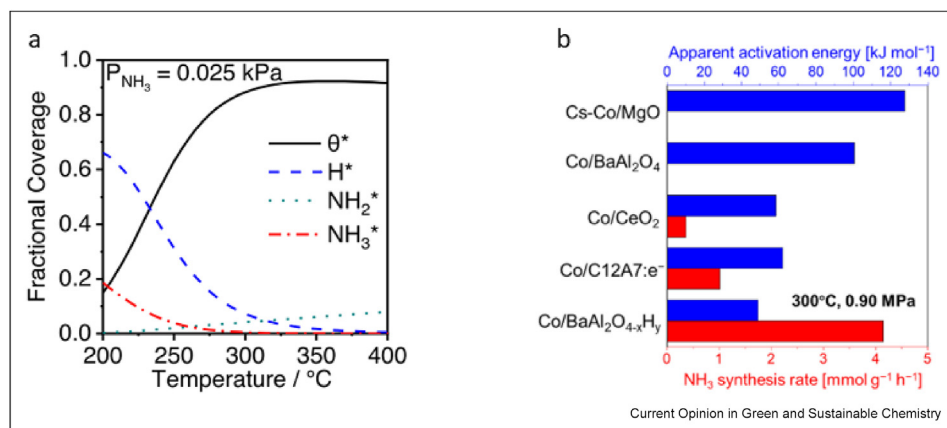 a
P_NH₃ = 0.025 kPa
Fractional Coverage
1.0
0.8
0.6
0.4
0.2
0.0
θ*
H*
NH₂*
NH₃*
200 250 300 350 400
Temperature / °C
b
Apparent activation energy [kJ mol⁻¹]
0 20 40 60 80 100 120 140
Cs-Co/MgO
Co/BaAl₂O₄
Co/CeO₂
Co/C12A7:e⁻
Co/BaAl₂O₄₋ₓHᵧ
300°C, 0.90 MPa
0 1 2 3 4 5
NH₃ synthesis rate [mmol g⁻¹ h⁻¹]
Current Opinion in Green and Sustainable Chemistry